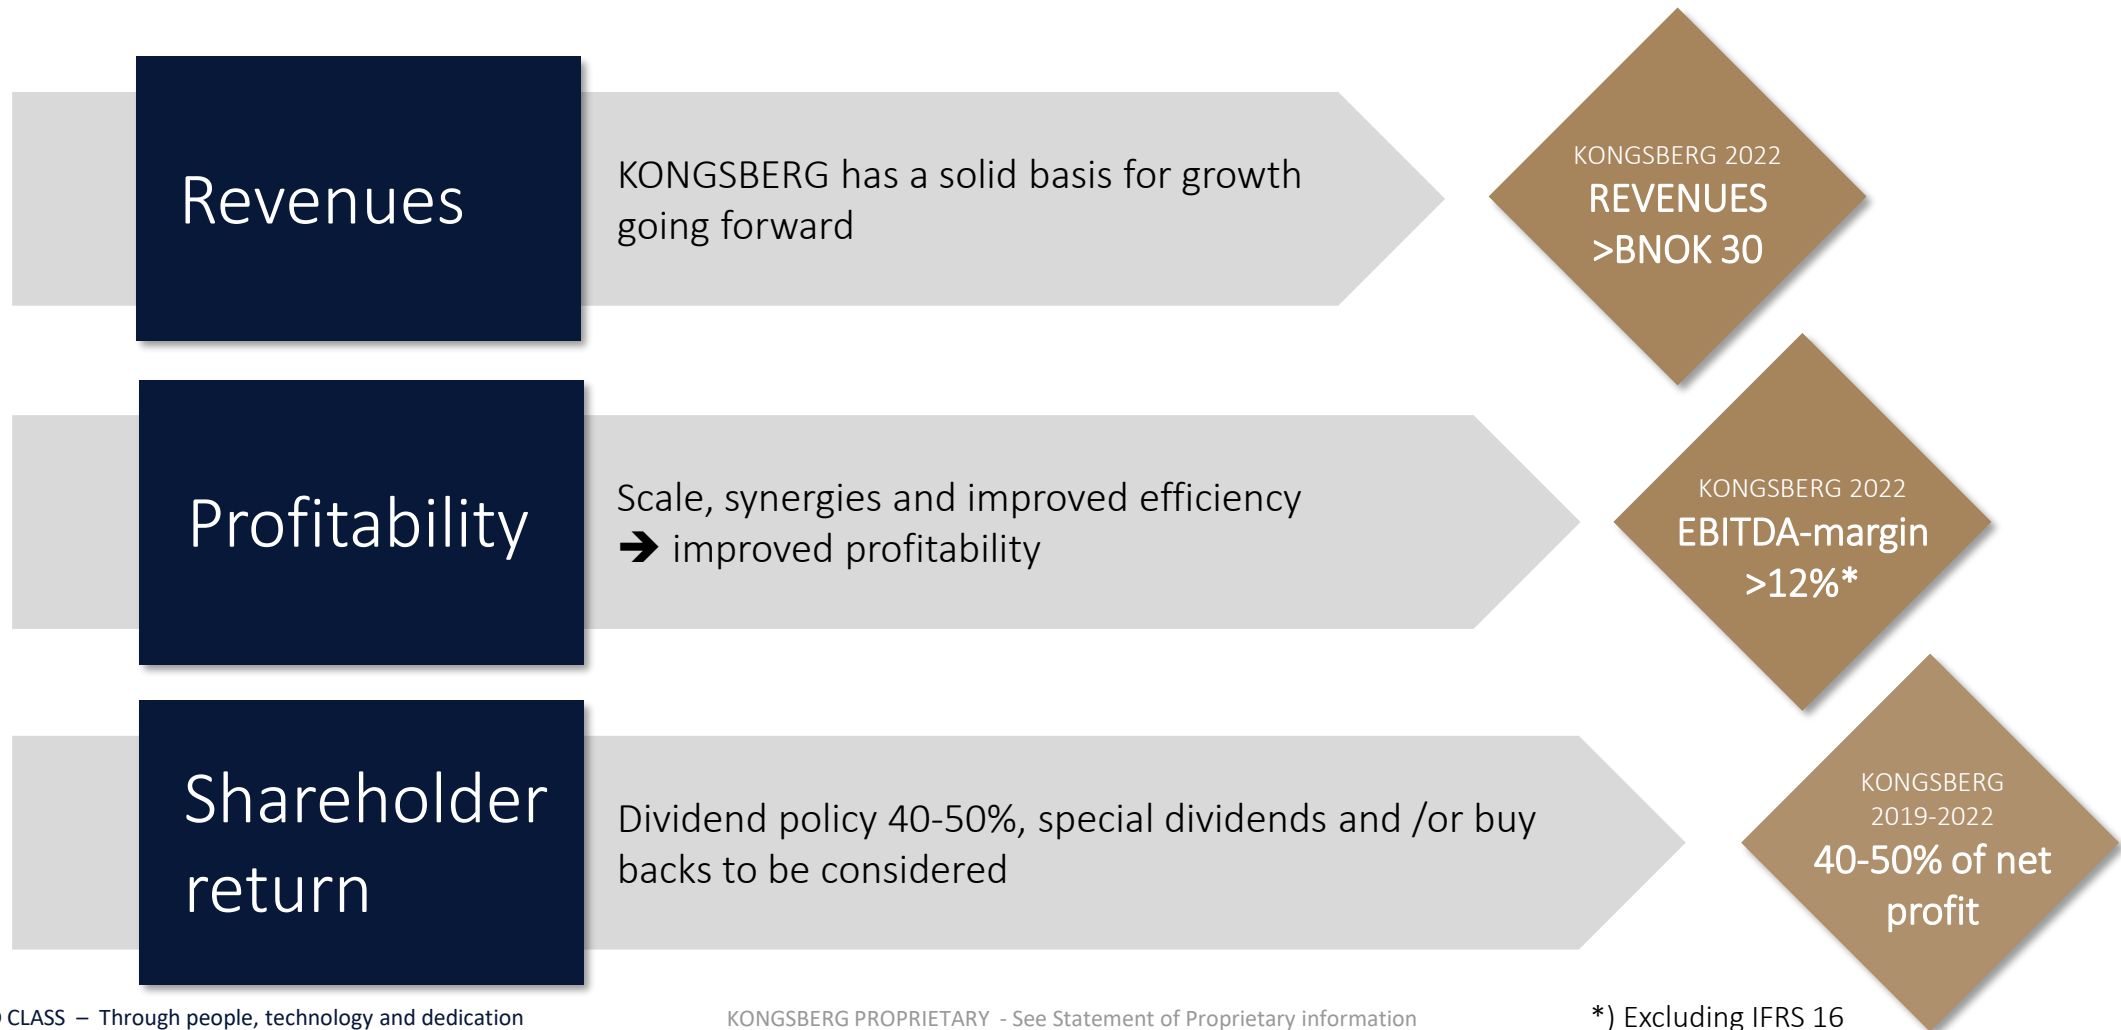 Revenues
KONGSBERG has a solid basis for growth
going forward
KONGSBERG 2022
REVENUES
>BNOK 30
Profitability
Scale, synergies and improved efficiency
➔ improved profitability
KONGSBERG 2022
EBITDA-margin
>12%*
Shareholder
return
Dividend policy 40-50%, special dividends and /or buy
backs to be considered
KONGSBERG
2019-2022
40-50% of net
profit
CLASS – Through people, technology and dedication
KONGSBERG PROPRIETARY - See Statement of Proprietary information
*) Excluding IFRS 16